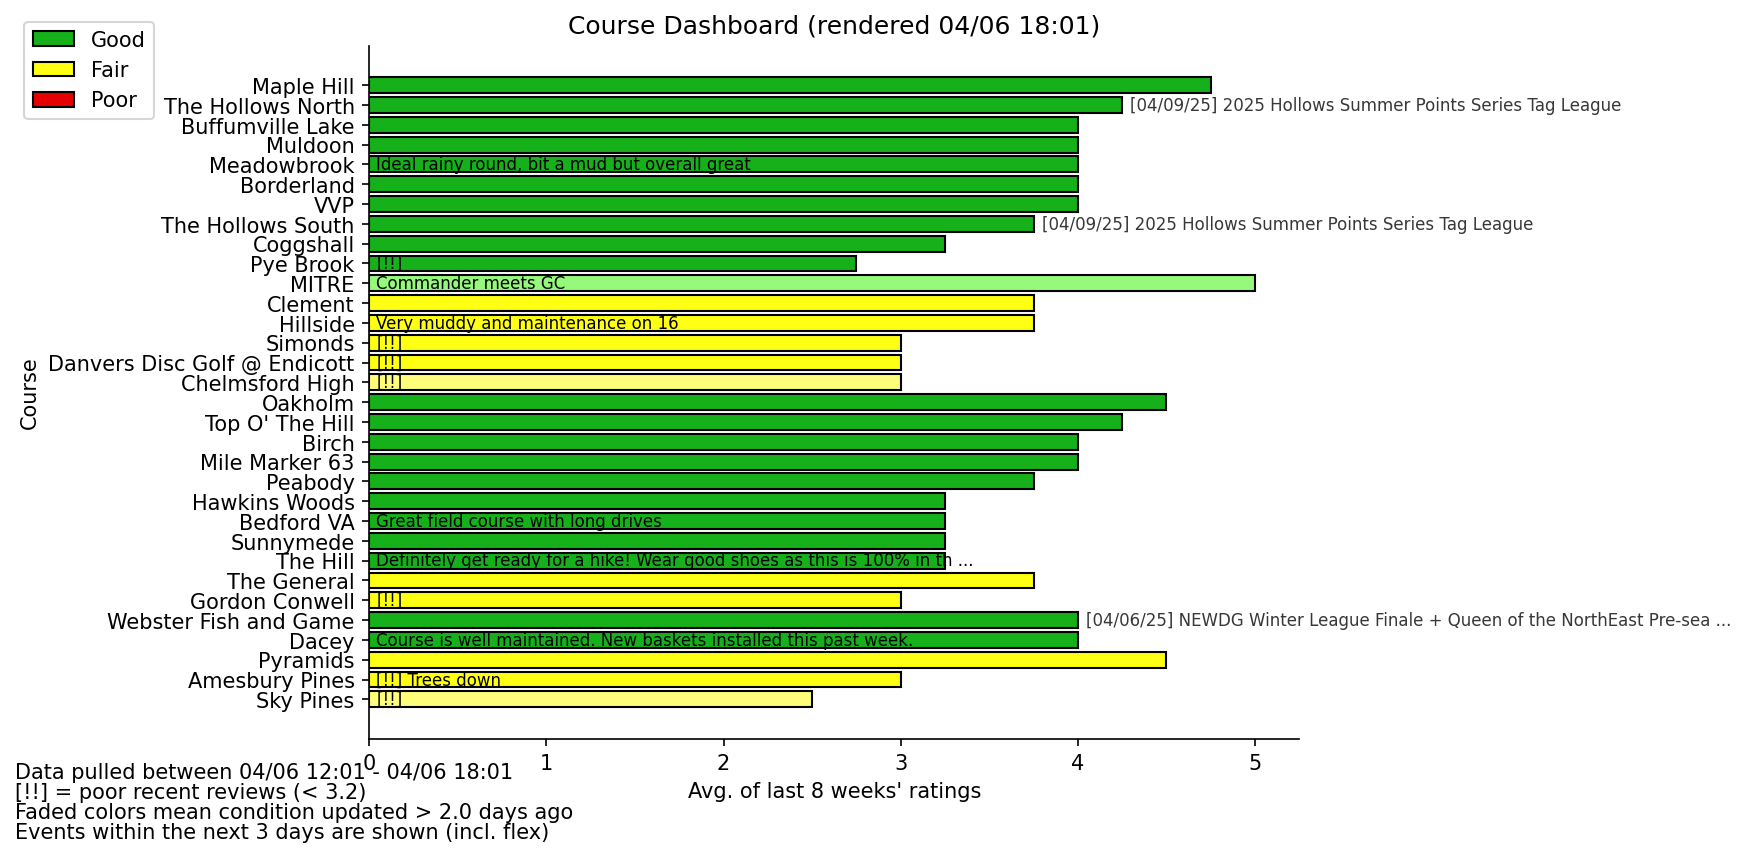 Course Dashboard (rendered 04/06 18:01)
Good
Fair
Poor
Maple Hill
The Hollows North [04/09/25] 2025 Hollows Summer Points Series Tag League
Buffumville Lake
Muldoon
Meadowbrook Ideal rainy round, bit a mud but overall great
Borderland
VVP
The Hollows South [04/09/25] 2025 Hollows Summer Points Series Tag League
Coggshall
Pye Brook [!!]
MITRE Commander meets GC
Clement
Hillside Very muddy and maintenance on 16
Simonds [!!]
Danvers Disc Golf @ Endicott [!!]
Chelmsford High [!!]
Oakholm
Top O' The Hill
Birch
Mile Marker 63
Peabody
Hawkins Woods
Bedford VA Great field course with long drives
Sunnymede
The Hill Definitely get ready for a hike! Wear good shoes as this is 100% in th ...
The General
Gordon Conwell [!!]
Webster Fish and Game [04/06/25] NEWDG Winter League Finale + Queen of the NorthEast Pre-sea ...
Dacey Course is well maintained. New baskets installed this past week.
Pyramids
Amesbury Pines [!!] Trees down
Sky Pines [!!]
Course
0 1 2 3 4 5
Avg. of last 8 weeks' ratings
Data pulled between 04/06 12:01 - 04/06 18:01
[!!] = poor recent reviews (< 3.2)
Faded colors mean condition updated > 2.0 days ago
Events within the next 3 days are shown (incl. flex)